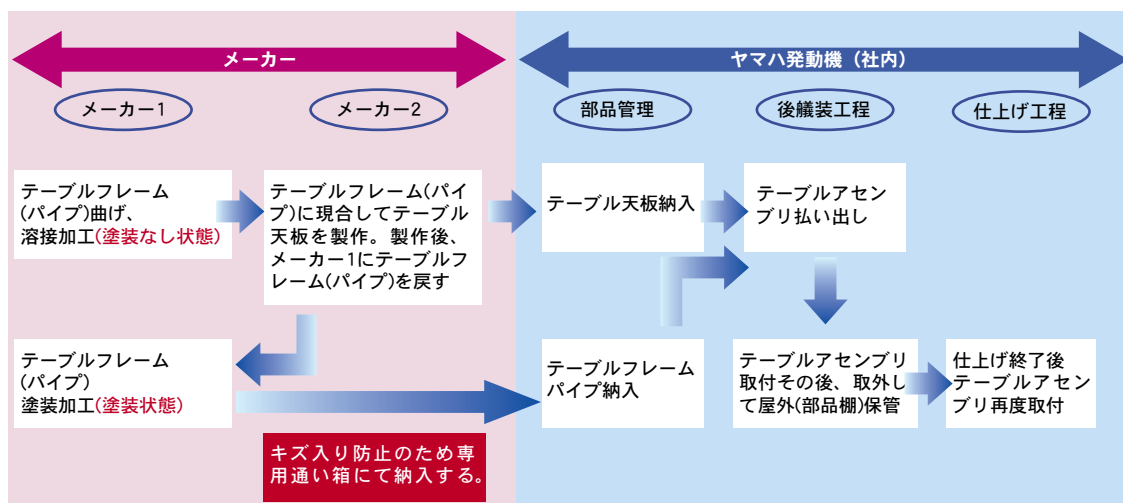 メーカー
ヤマハ発動機（社内）
メーカー1
メーカー2
部品管理
後艤装工程
仕上げ工程
テーブルフレーム
(パイプ)曲げ、
溶接加工(塗装なし状態)
テーブルフレーム(パイ
プ)に現合してテーブル
天板を製作。製作後、
メーカー1にテーブルフ
レーム(パイプ)を戻す
テーブル天板納入
テーブルアセン
ブリ払い出し
テーブルフレーム
(パイプ)
塗装加工(塗装状態)
テーブルフレーム
パイプ納入
テーブルアセンブリ
取付その後、取外し
て屋外(部品棚)保管
仕上げ終了後
テーブルアセン
ブリ再度取付
キズ入り防止のため専
用通い箱にて納入する。